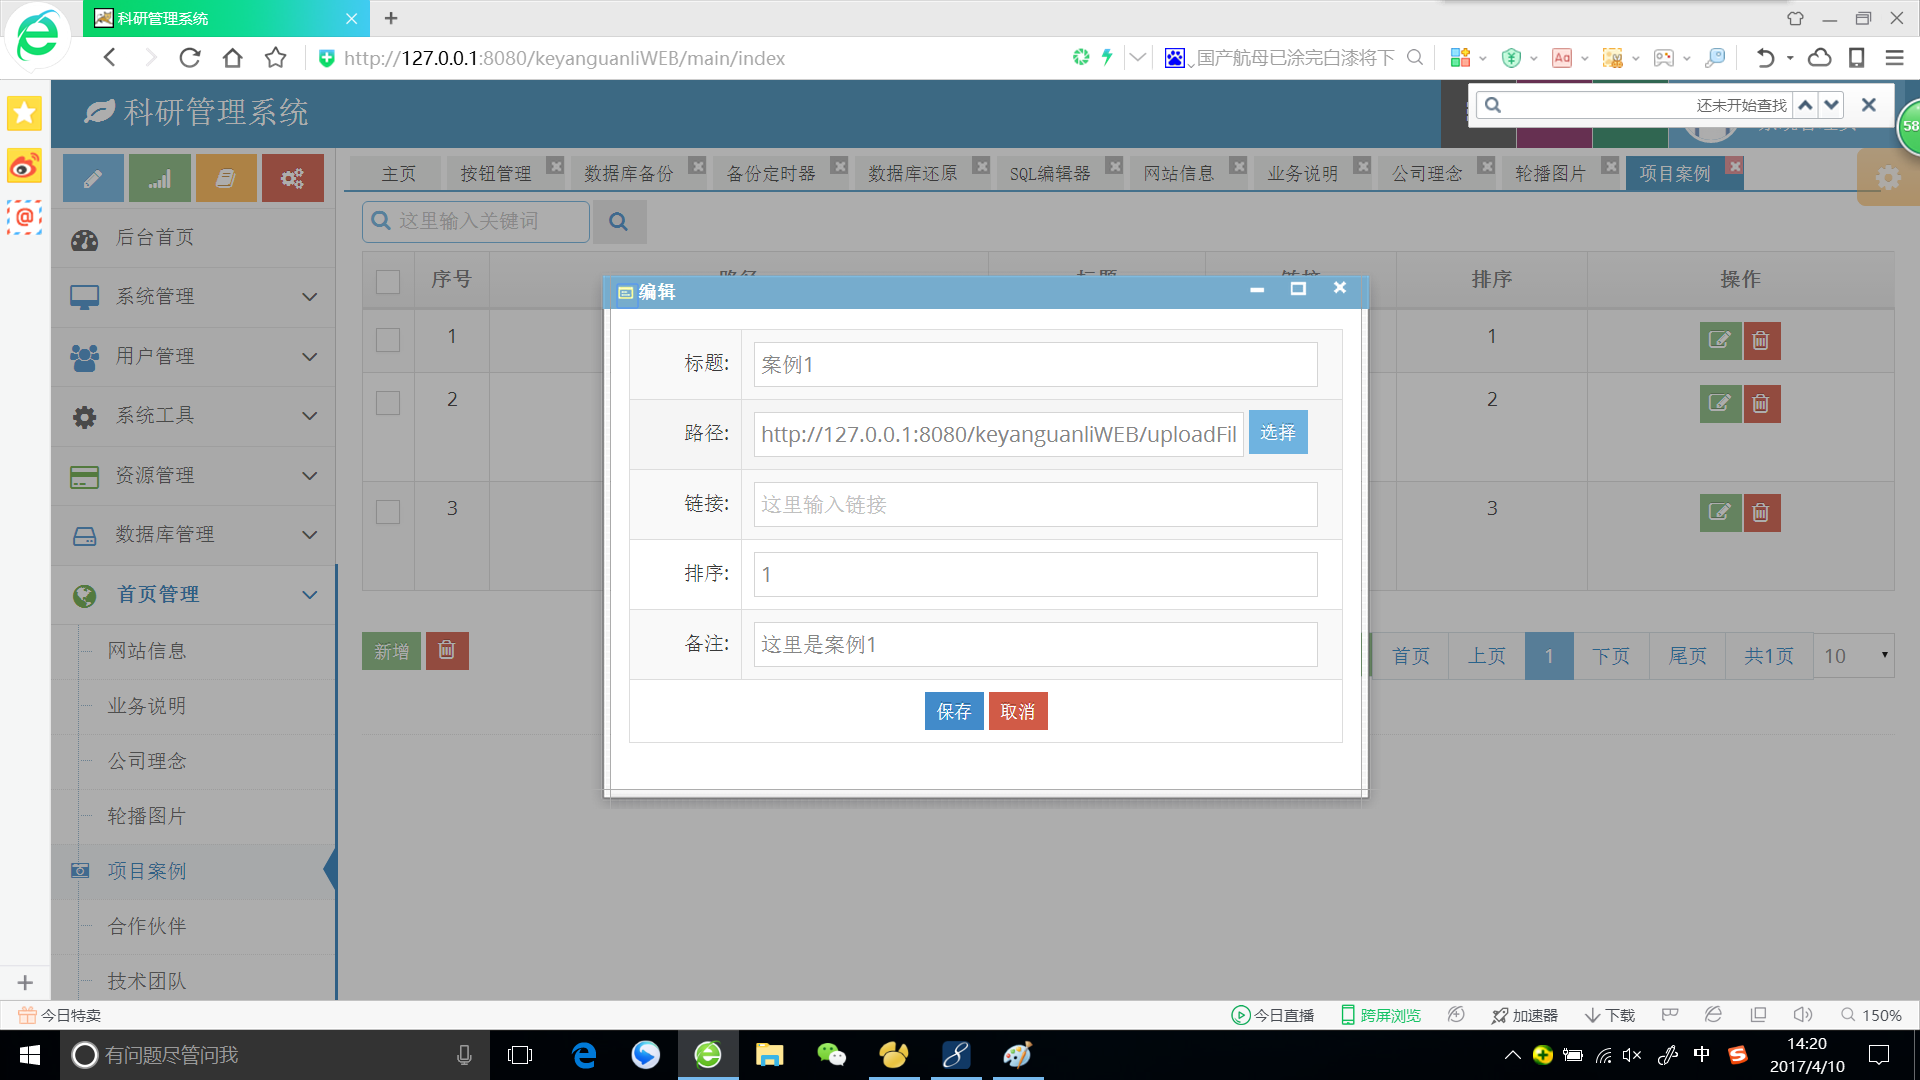 科研管理系统
http://127.0.0.1:8080/keyanguanliWEB/main/index
国产航母已涂完白漆将下
科研管理系统
还未开始查找
58
主页
按钮管理
数据库备份
备份定时器
数据库还原
SQL编辑器
网站信息
业务说明
公司理念
轮播图片
项目案例
这里输入关键词
后台首页
系统管理
用户管理
系统工具
资源管理
数据库管理
首页管理
网站信息
业务说明
公司理念
轮播图片
项目案例
合作伙伴
技术团队
序号
排序
操作
1
1
2
2
3
3
编辑
标题:
案例1
路径:
http://127.0.0.1:8080/keyanguanliWEB/uploadFil
选择
链接:
这里输入链接
排序:
1
备注:
这里是案例1
保存
取消
新增
首页
上页
1
下页
尾页
共1页
10
今日特卖
今日直播
跨屏浏览
加速器
下载
150%
有问题尽管问我
中
14:20
2017/4/10